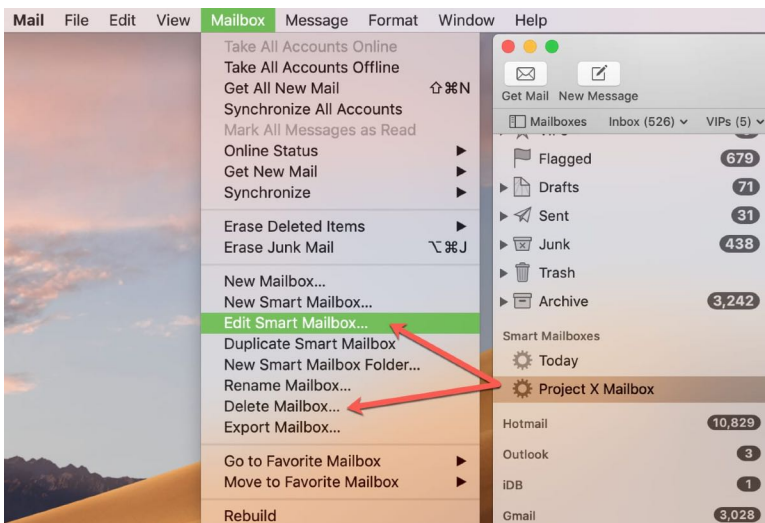 Mail File Edit View Mailbox Message Format Window Help
Take All Accounts Online
Take All Accounts Offline
Get All New Mail ⇧⌘N
Synchronize All Accounts
Mark All Messages as Read
Online Status ▶
Get New Mail ▶
Synchronize ▶
Erase Deleted Items ▶
Erase Junk Mail ⌥⌘J
New Mailbox...
New Smart Mailbox...
Edit Smart Mailbox...
Duplicate Smart Mailbox
New Smart Mailbox Folder...
Rename Mailbox...
Delete Mailbox...
Export Mailbox...
Go to Favorite Mailbox ▶
Move to Favorite Mailbox ▶
Rebuild
Get Mail New Message
Mailboxes Inbox (526) VIPs (5)
Flagged 679
Drafts 71
Sent 31
Junk 438
Trash
Archive 3,242
Smart Mailboxes
Today
Project X Mailbox
Hotmail 10,829
Outlook 3
iDB 1
Gmail 3,028